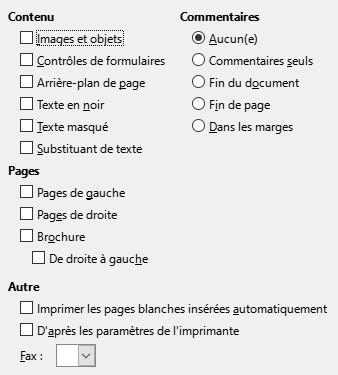 Contenu
Images et objets
Contrôles de formulaires
Arrière-plan de page
Texte en noir
Texte masqué
Substituant de texte
Commentaires
Aucun(e)
Commentaires seuls
Fin du document
Fin de page
Dans les marges
Pages
Pages de gauche
Pages de droite
Brochure
De droite à gauche
Autre
Imprimer les pages blanches insérées automatiquement
D'après les paramètres de l'imprimante
Fax :